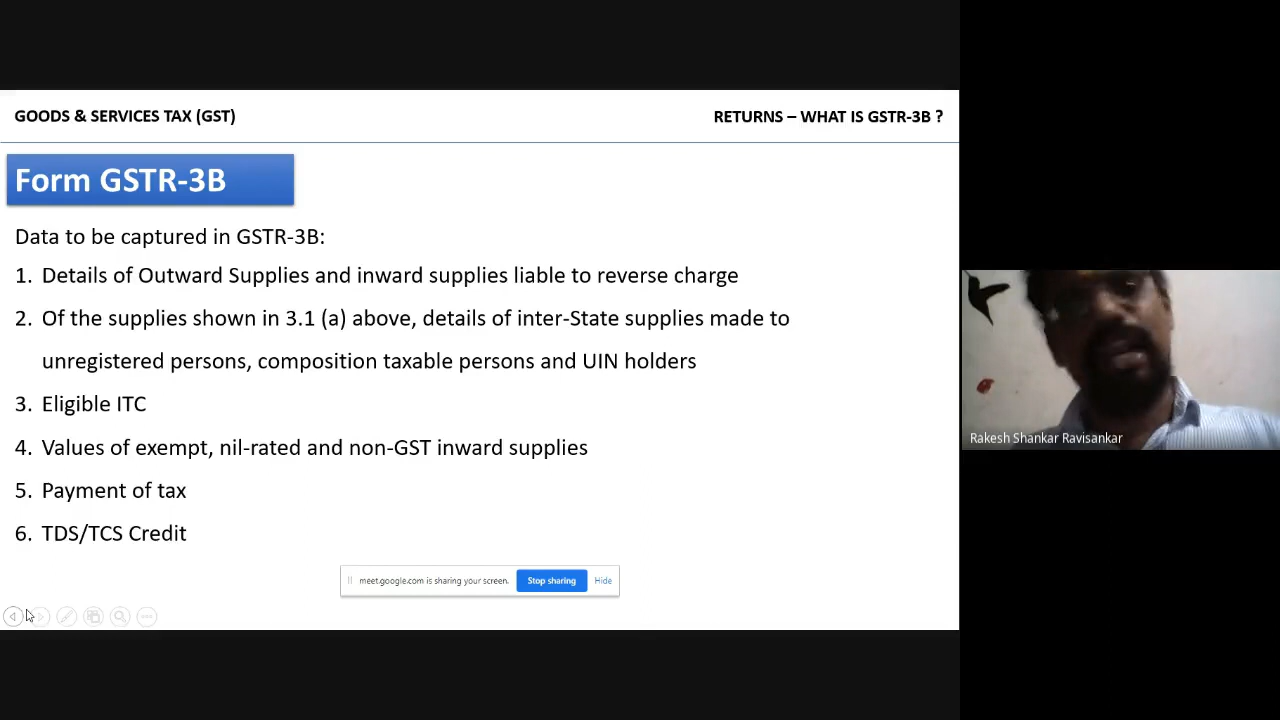 GOODS & SERVICES TAX (GST)
RETURNS – WHAT IS GSTR-3B ?
Form GSTR-3B
Data to be captured in GSTR-3B:
1. Details of Outward Supplies and inward supplies liable to reverse charge
2. Of the supplies shown in 3.1 (a) above, details of inter-State supplies made to
unregistered persons, composition taxable persons and UIN holders
3. Eligible ITC
4. Values of exempt, nil-rated and non-GST inward supplies
5. Payment of tax
6. TDS/TCS Credit
meet.google.com is sharing your screen. Stop sharing Hide
Rakesh Shankar Ravisankar